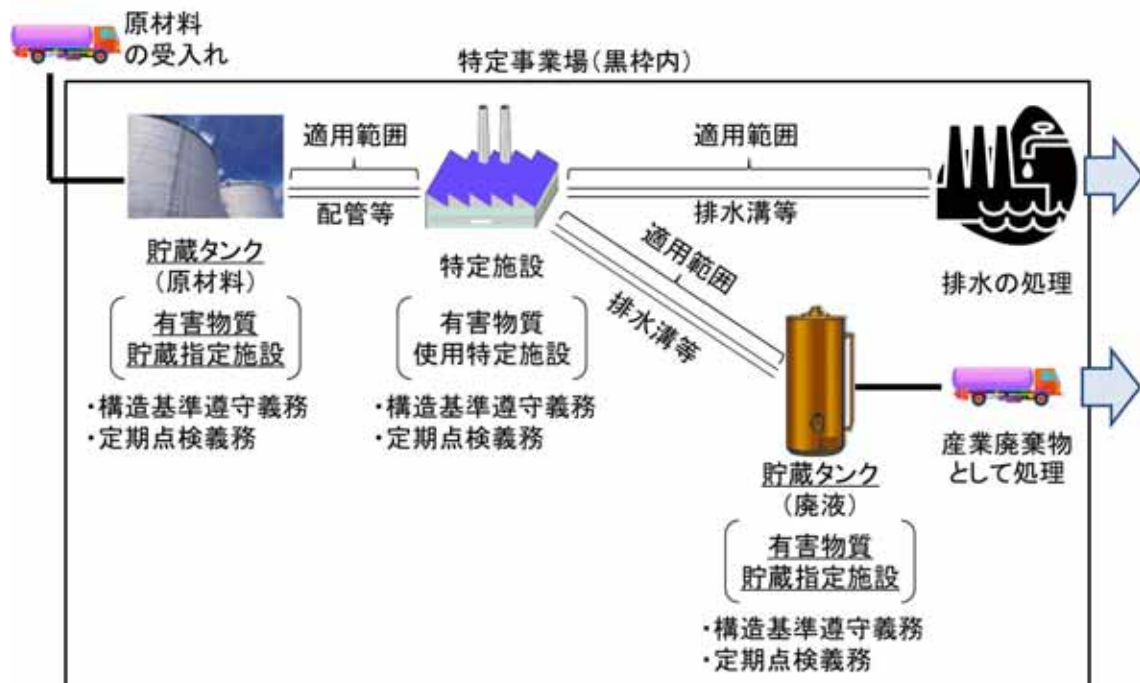 原材料
の受入れ
特定事業場(黒枠内)
適用範囲
配管等
適用範囲
排水溝等
適用範囲
排水溝等
貯蔵タンク
(原材料)
有害物質
貯蔵指定施設
・構造基準遵守義務
・定期点検義務
特定施設
有害物質
使用特定施設
・構造基準遵守義務
・定期点検義務
排水の処理
産業廃棄物
として処理
貯蔵タンク
(廃液)
有害物質
貯蔵指定施設
・構造基準遵守義務
・定期点検義務